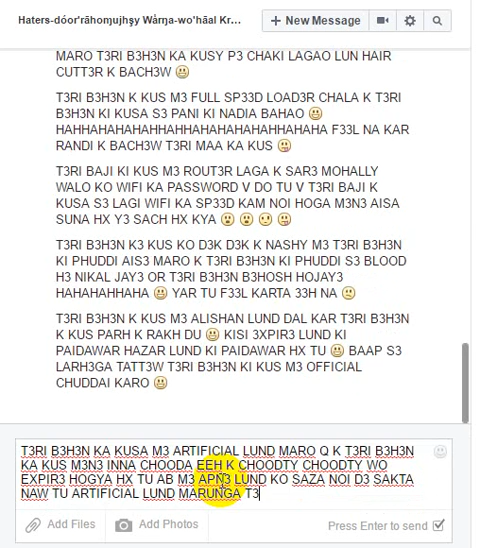 Haters-dóor'rāhomụjhşy Wảrņa-wo'hāal Kr...
New Message
MARO T3RI B3H3N KA KUSY P3 CHAKI LAGAO LUN HAIR
CUTT3R K BACH3W
T3RI B3H3N K KUS M3 FULL SP33D LOAD3R CHALA K T3RI
B3H3N KI KUSA S3 PANI KI NADIA BAHAO
HAHHAHAHAHAHHAHHAHAHAHAHAHHAHAHA F33L NA KAR
RANDI K BACH3W T3RI MAA KA KUS
T3RI BAJI KI KUS M3 ROUT3R LAGA K SAR3 MOHALLY
WALO KO WIFI KA PASSWORD V DO TU V T3RI BAJI K
KUSA S3 LAGI WIFI KA SP33D KAM NOI HOGA M3N3 AISA
SUNA HX Y3 SACH HX KYA
T3RI B3H3N K3 KUS KO D3K D3K K NASHY M3 T3RI B3H3N
KI PHUDDI AIS3 MARO K T3RI B3H3N KI PHUDDI S3 BLOOD
H3 NIKAL JAY3 OR T3RI B3H3N B3HOSH HOJAY3
HAHAHAHHAHA YAR TU F33L KARTA 33H NA
T3RI B3H3N K KUS M3 ALISHAN LUND DAL KAR T3RI B3H3N
K KUS PARH K RAKH DU KISI 3XPIR3 LUND KI
PAIDAWAR HAZAR LUND KI PAIDAWAR HX TU BAAP S3
LARH3GA TATT3W T3RI B3H3N KI KUS M3 OFFICIAL
CHUDDAI KARO
T3RI B3H3N KA KUSA M3 ARTIFICIAL LUND MARO Q K T3RI B3H3N
KA KUS M3N3 INNA CHOODA EEH K CHOODTY CHOODTY WO
EXPIR3 HOGYA HX TU AB M3 APN3 LUND KO SAZA NOI D3 SAKTA
NAW TU ARTIFICIAL LUND MARUNGA T3
Add Files
Add Photos
Press Enter to send